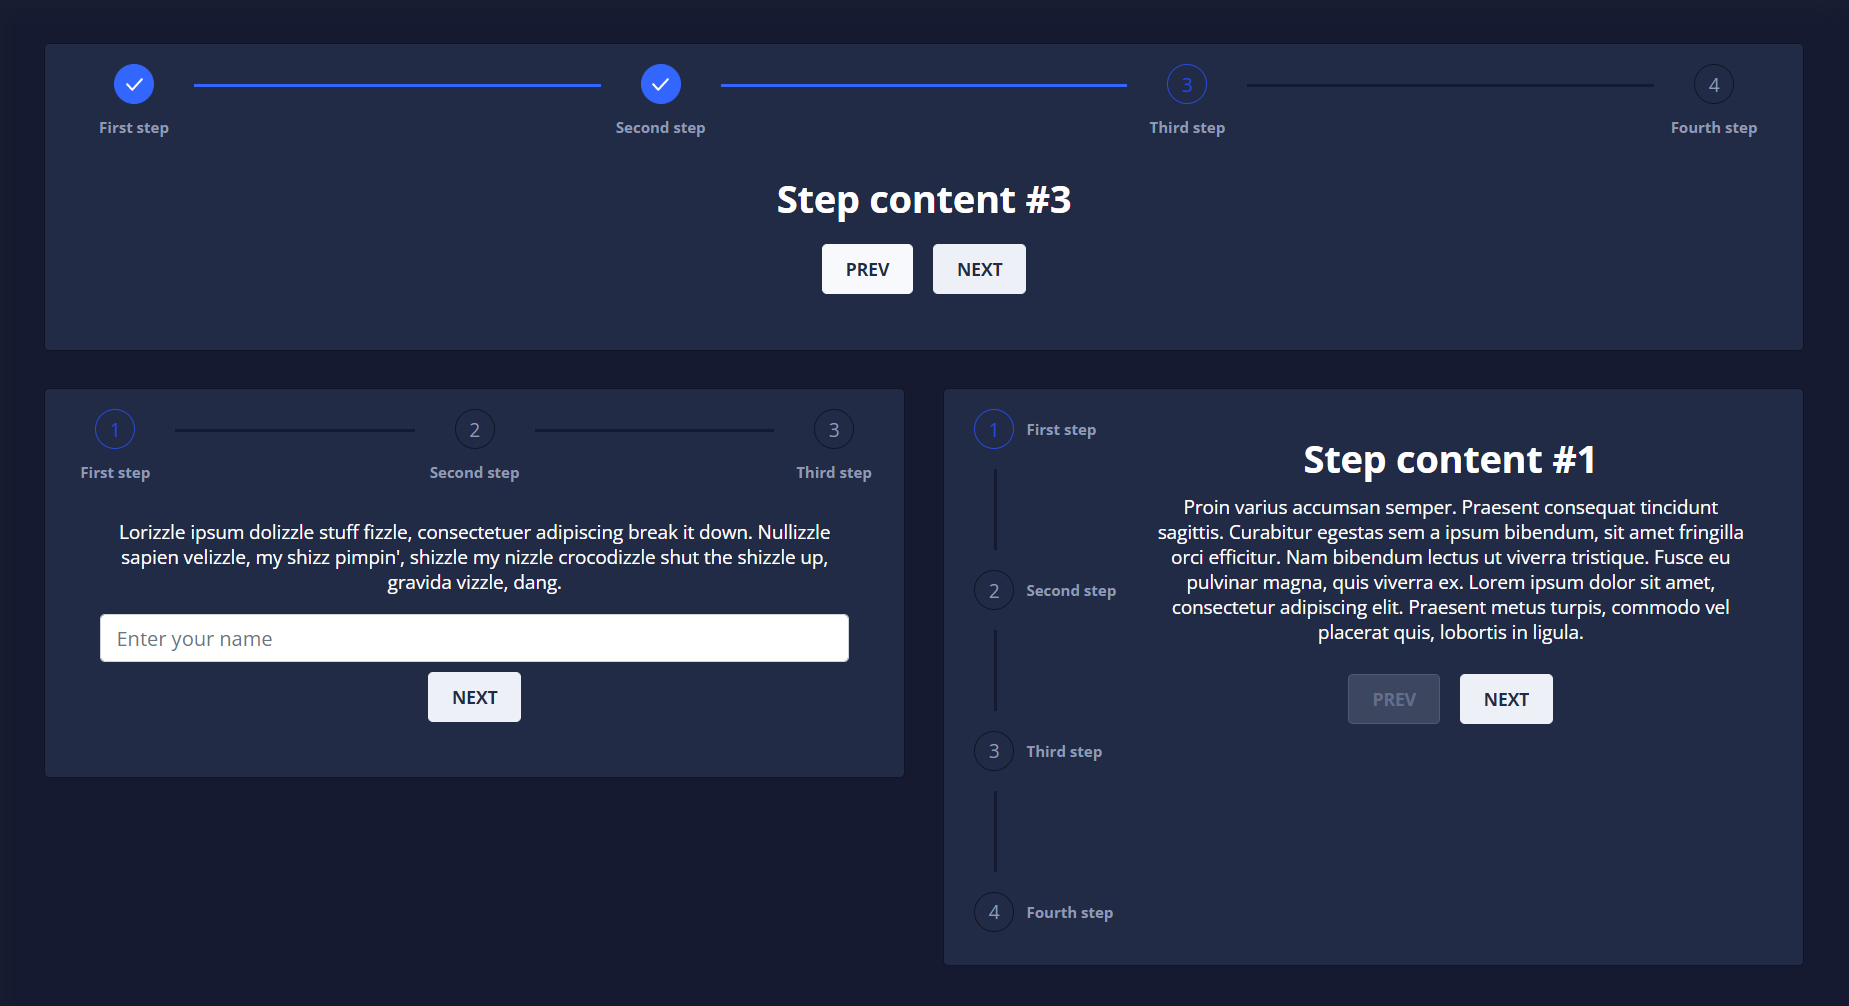 First step
Second step
3
Third step
4
Fourth step
Step content #3
PREV
NEXT
1
First step
2
Second step
3
Third step
Lorizzle ipsum dolizzle stuff fizzle, consectetuer adipiscing break it down. Nullizzle
sapien velizzle, my shizz pimpin', shizzle my nizzle crocodizzle shut the shizzle up,
gravida vizzle, dang.
Enter your name
NEXT
1
First step
2
Second step
3
Third step
4
Fourth step
Step content #1
Proin varius accumsan semper. Praesent consequat tincidunt
sagittis. Curabitur egestas sem a ipsum bibendum, sit amet fringilla
orci efficitur. Nam bibendum lectus ut viverra tristique. Fusce eu
pulvinar magna, quis viverra ex. Lorem ipsum dolor sit amet,
consectetur adipiscing elit. Praesent metus turpis, commodo vel
placerat quis, lobortis in ligula.
PREV
NEXT